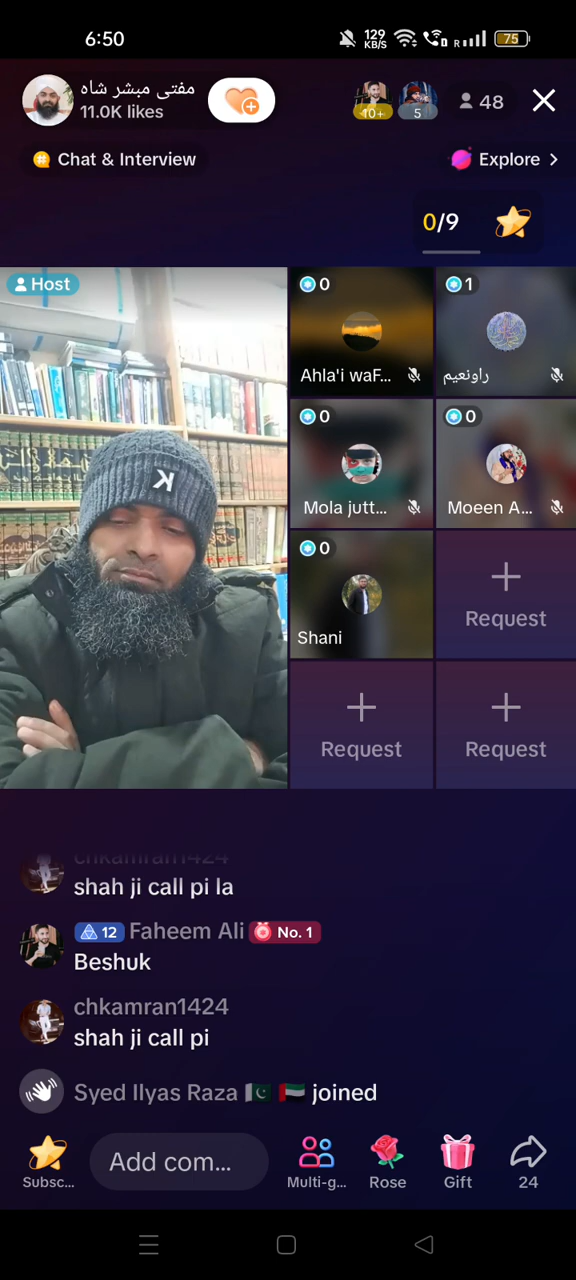 6:50
129
KB/S
R
75
مفتی مبشر شاہ
11.0K likes
10+
5
48
Chat & Interview
Explore >
0/9
Host
0
1
Ahla'i waF...
راونعیم
0
0
Mola jutt...
Moeen A...
0
Shani
Request
Request
Request
K
chkamran1424
shah ji call pi la
12 Faheem Ali No. 1
Beshuk
chkamran1424
shah ji call pi
Syed Ilyas Raza 🇵🇰 🇦🇪 joined
Add com...
Subsc...
Multi-g...
Rose
Gift
24